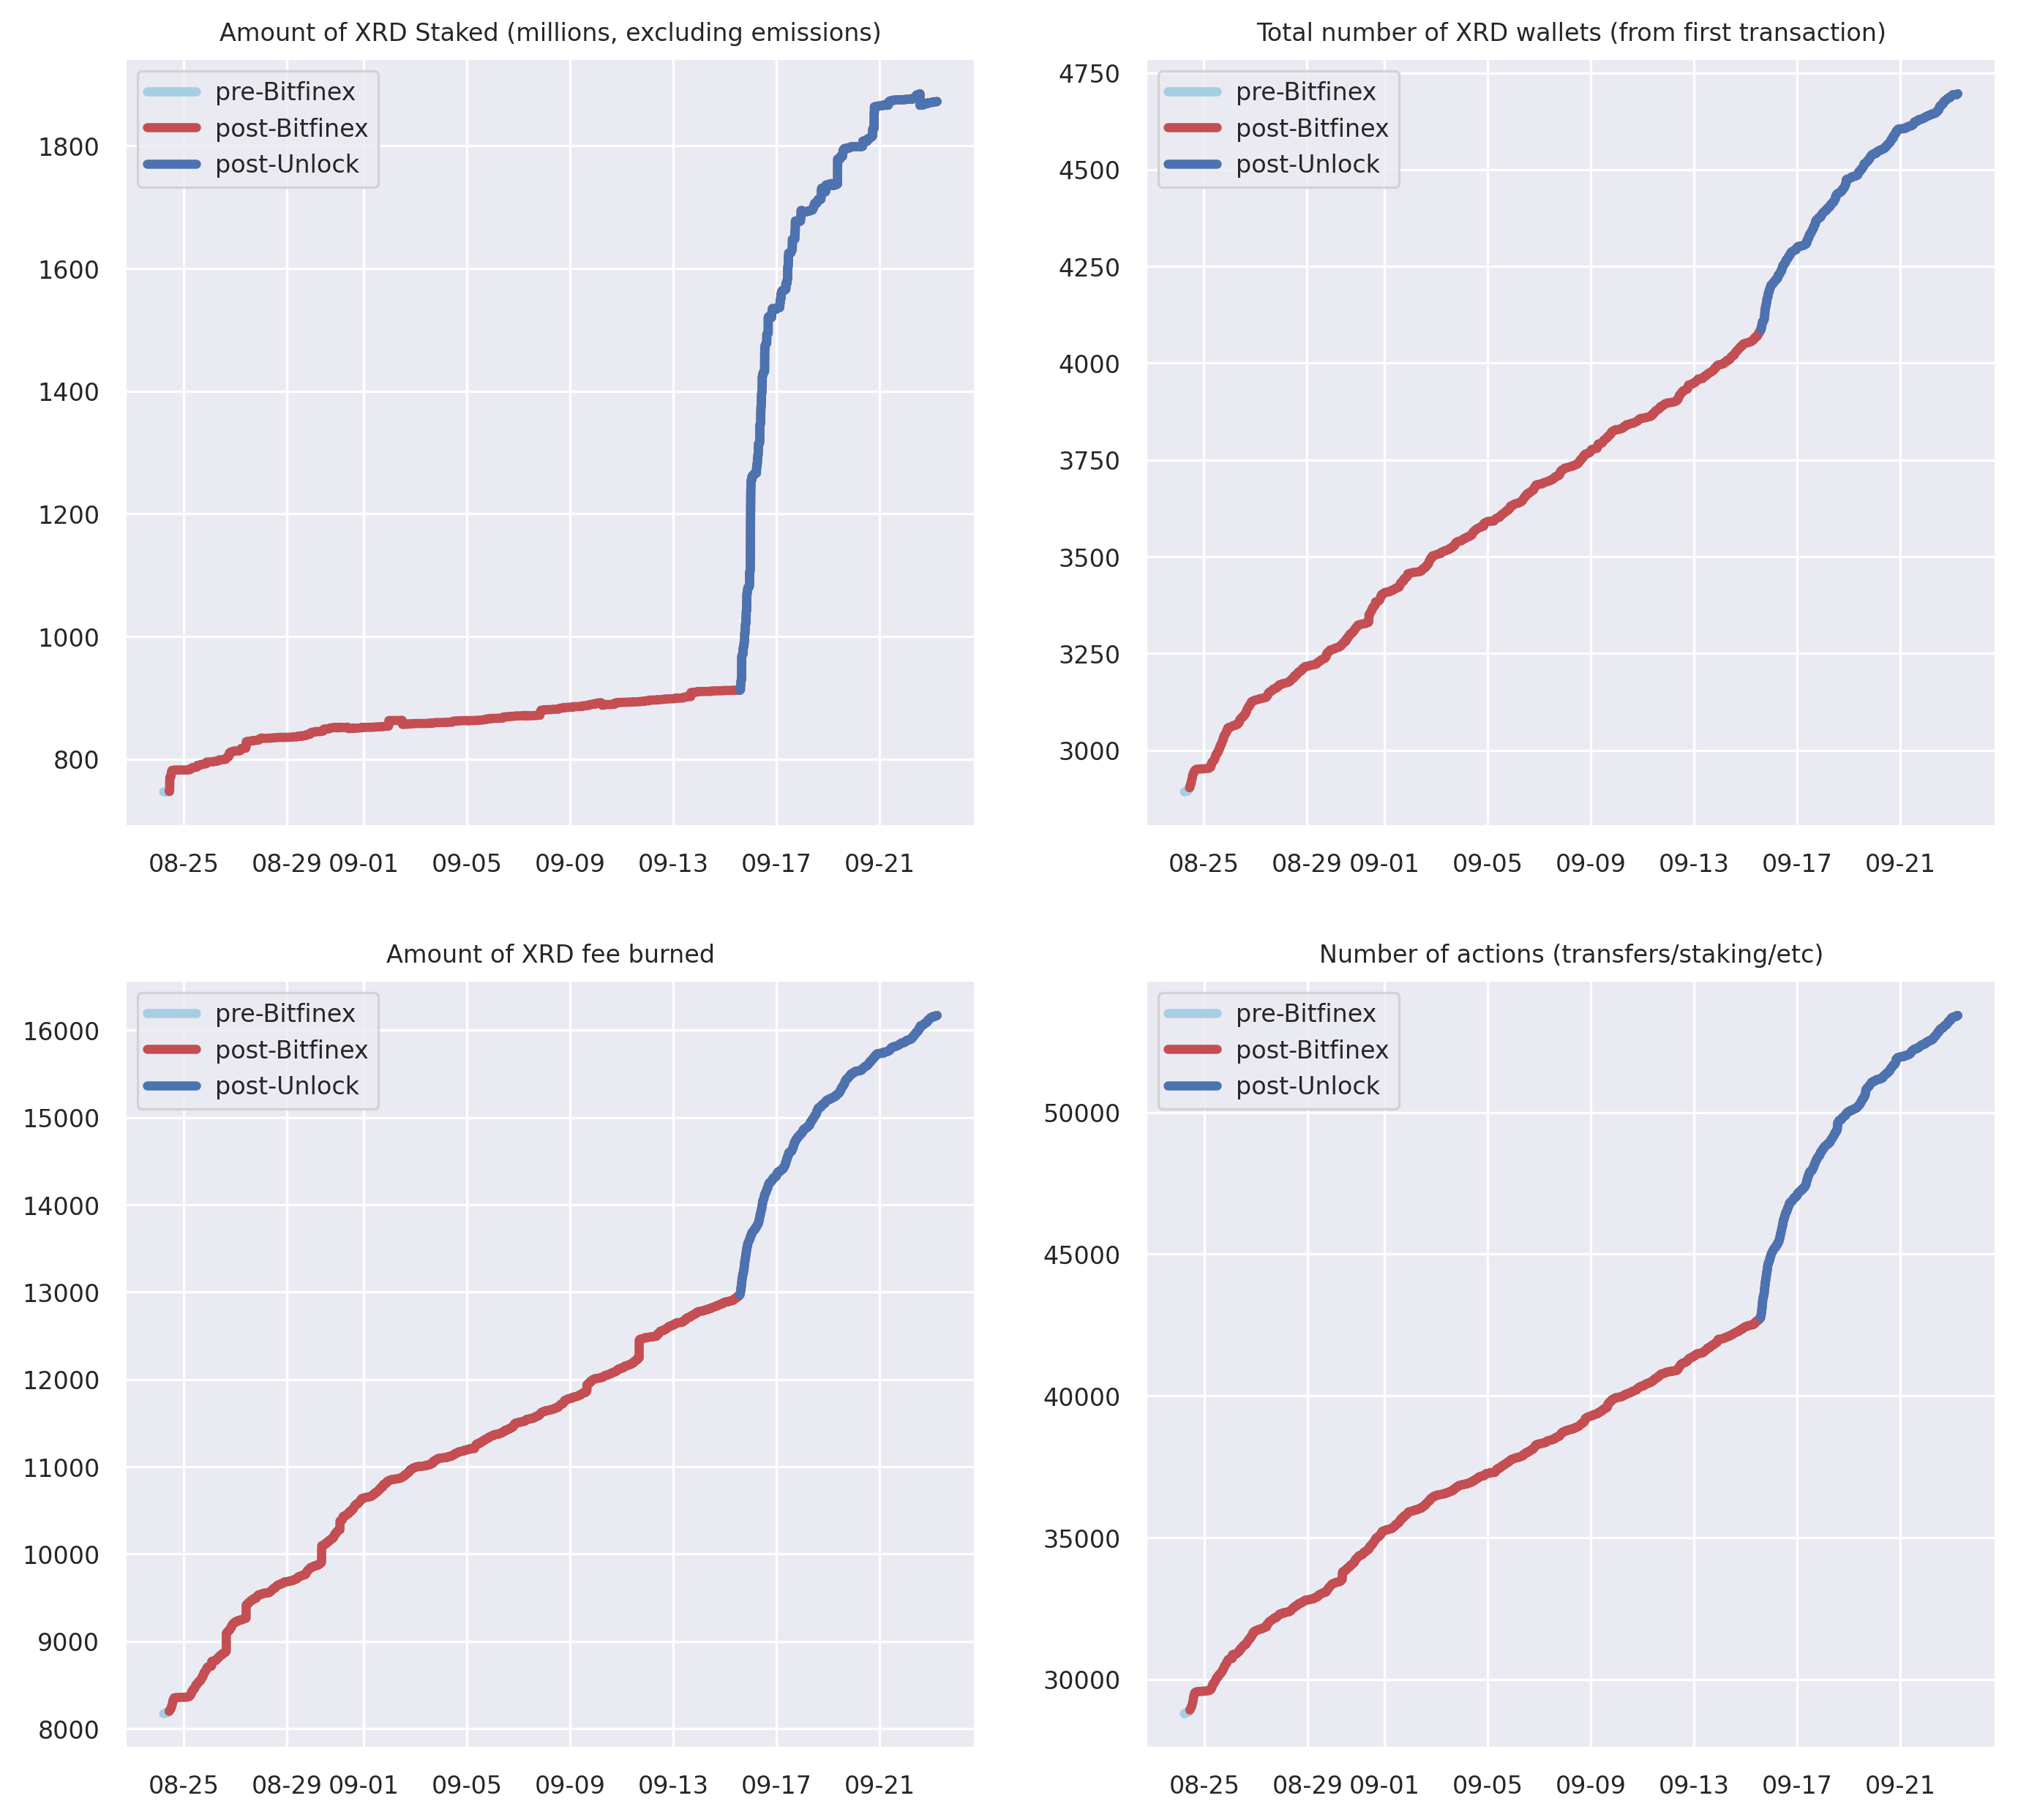 Amount of XRD Staked (millions, excluding emissions)
pre-Bitfinex
post-Bitfinex
post-Unlock
1800
1600
1400
1200
1000
800
08-25 08-29 09-01 09-05 09-09 09-13 09-17 09-21
Total number of XRD wallets (from first transaction)
pre-Bitfinex
post-Bitfinex
post-Unlock
4750
4500
4250
4000
3750
3500
3250
3000
08-25 08-29 09-01 09-05 09-09 09-13 09-17 09-21
Amount of XRD fee burned
pre-Bitfinex
post-Bitfinex
post-Unlock
16000
15000
14000
13000
12000
11000
10000
9000
8000
08-25 08-29 09-01 09-05 09-09 09-13 09-17 09-21
Number of actions (transfers/staking/etc)
pre-Bitfinex
post-Bitfinex
post-Unlock
50000
45000
40000
35000
30000
08-25 08-29 09-01 09-05 09-09 09-13 09-17 09-21